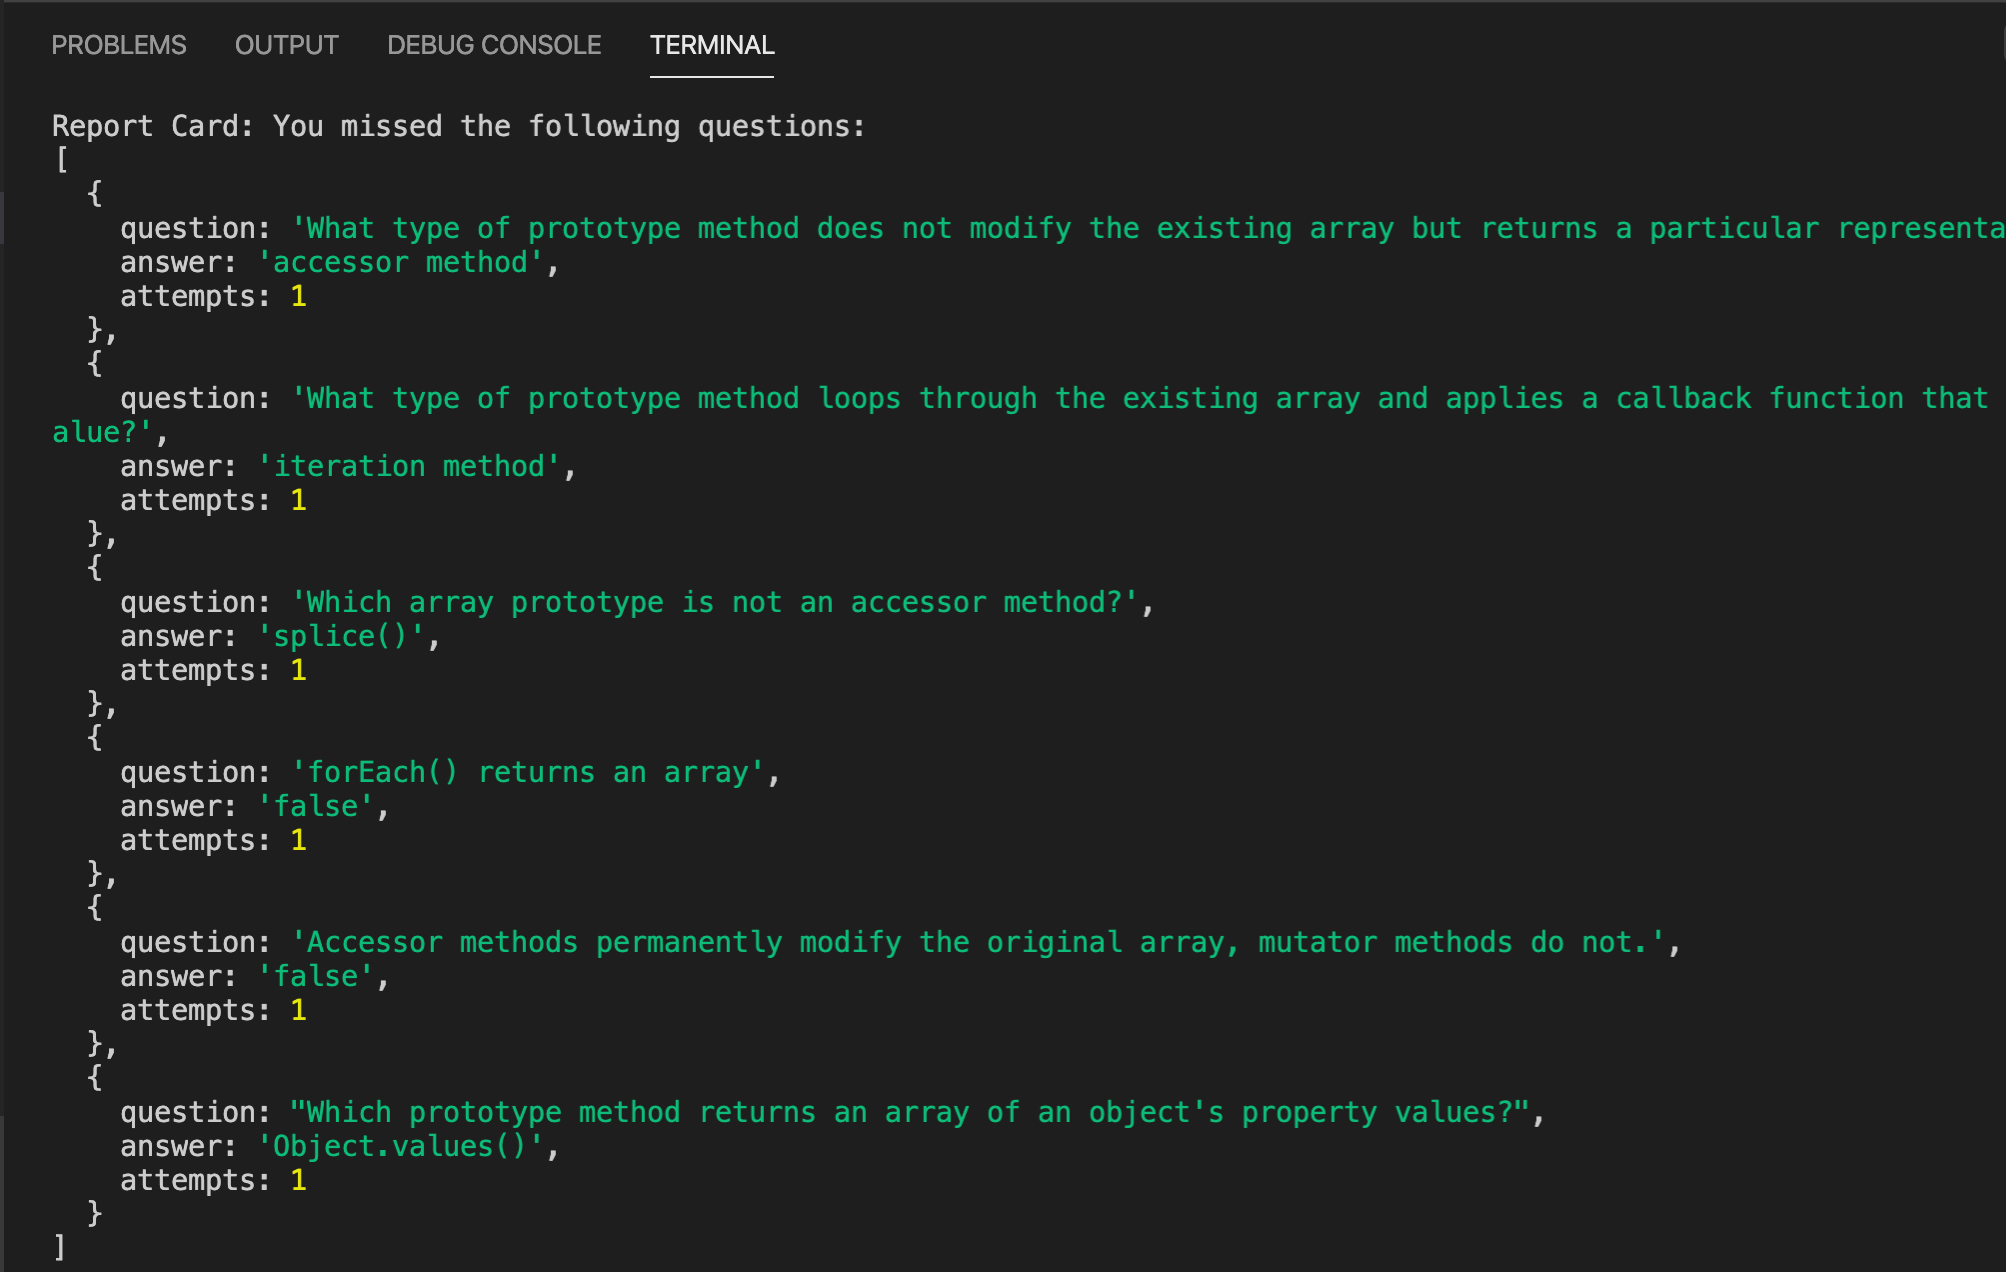 PROBLEMS OUTPUT DEBUG CONSOLE TERMINAL
Report Card: You missed the following questions:
[
  {
    question: 'What type of prototype method does not modify the existing array but returns a particular representa
    answer: 'accessor method',
    attempts: 1
  },
  {
    question: 'What type of prototype method loops through the existing array and applies a callback function that
alue?',
    answer: 'iteration method',
    attempts: 1
  },
  {
    question: 'Which array prototype is not an accessor method?',
    answer: 'splice()',
    attempts: 1
  },
  {
    question: 'forEach() returns an array',
    answer: 'false',
    attempts: 1
  },
  {
    question: 'Accessor methods permanently modify the original array, mutator methods do not.',
    answer: 'false',
    attempts: 1
  },
  {
    question: "Which prototype method returns an array of an object's property values?",
    answer: 'Object.values()',
    attempts: 1
  }
]